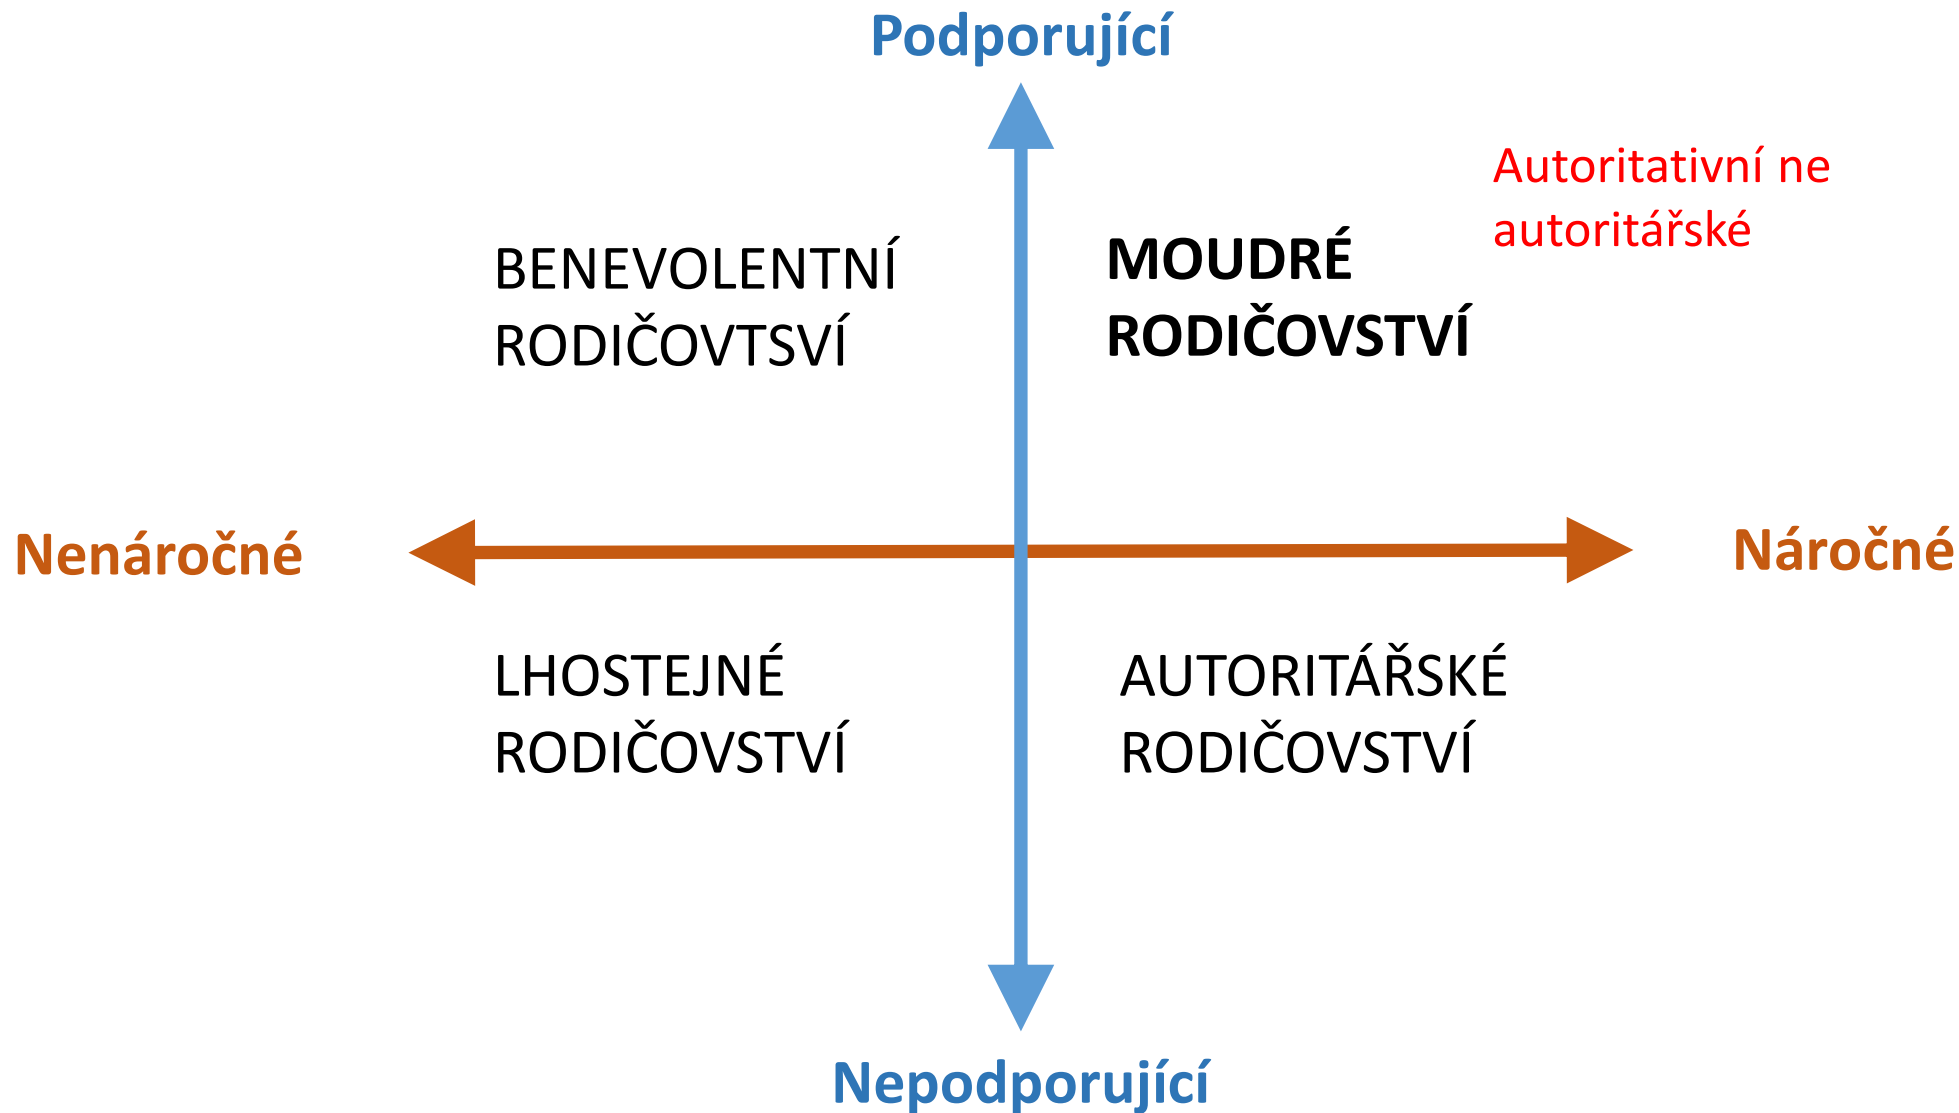 Podporující
Autoritativní ne
autoritářské
BENEVOLENTNÍ
RODIČOVTSVÍ
MOUDRÉ
RODIČOVSTVÍ
Nenáročné
Náročné
LHOSTEJNÉ
RODIČOVSTVÍ
AUTORITÁŘSKÉ
RODIČOVSTVÍ
Nepodporující